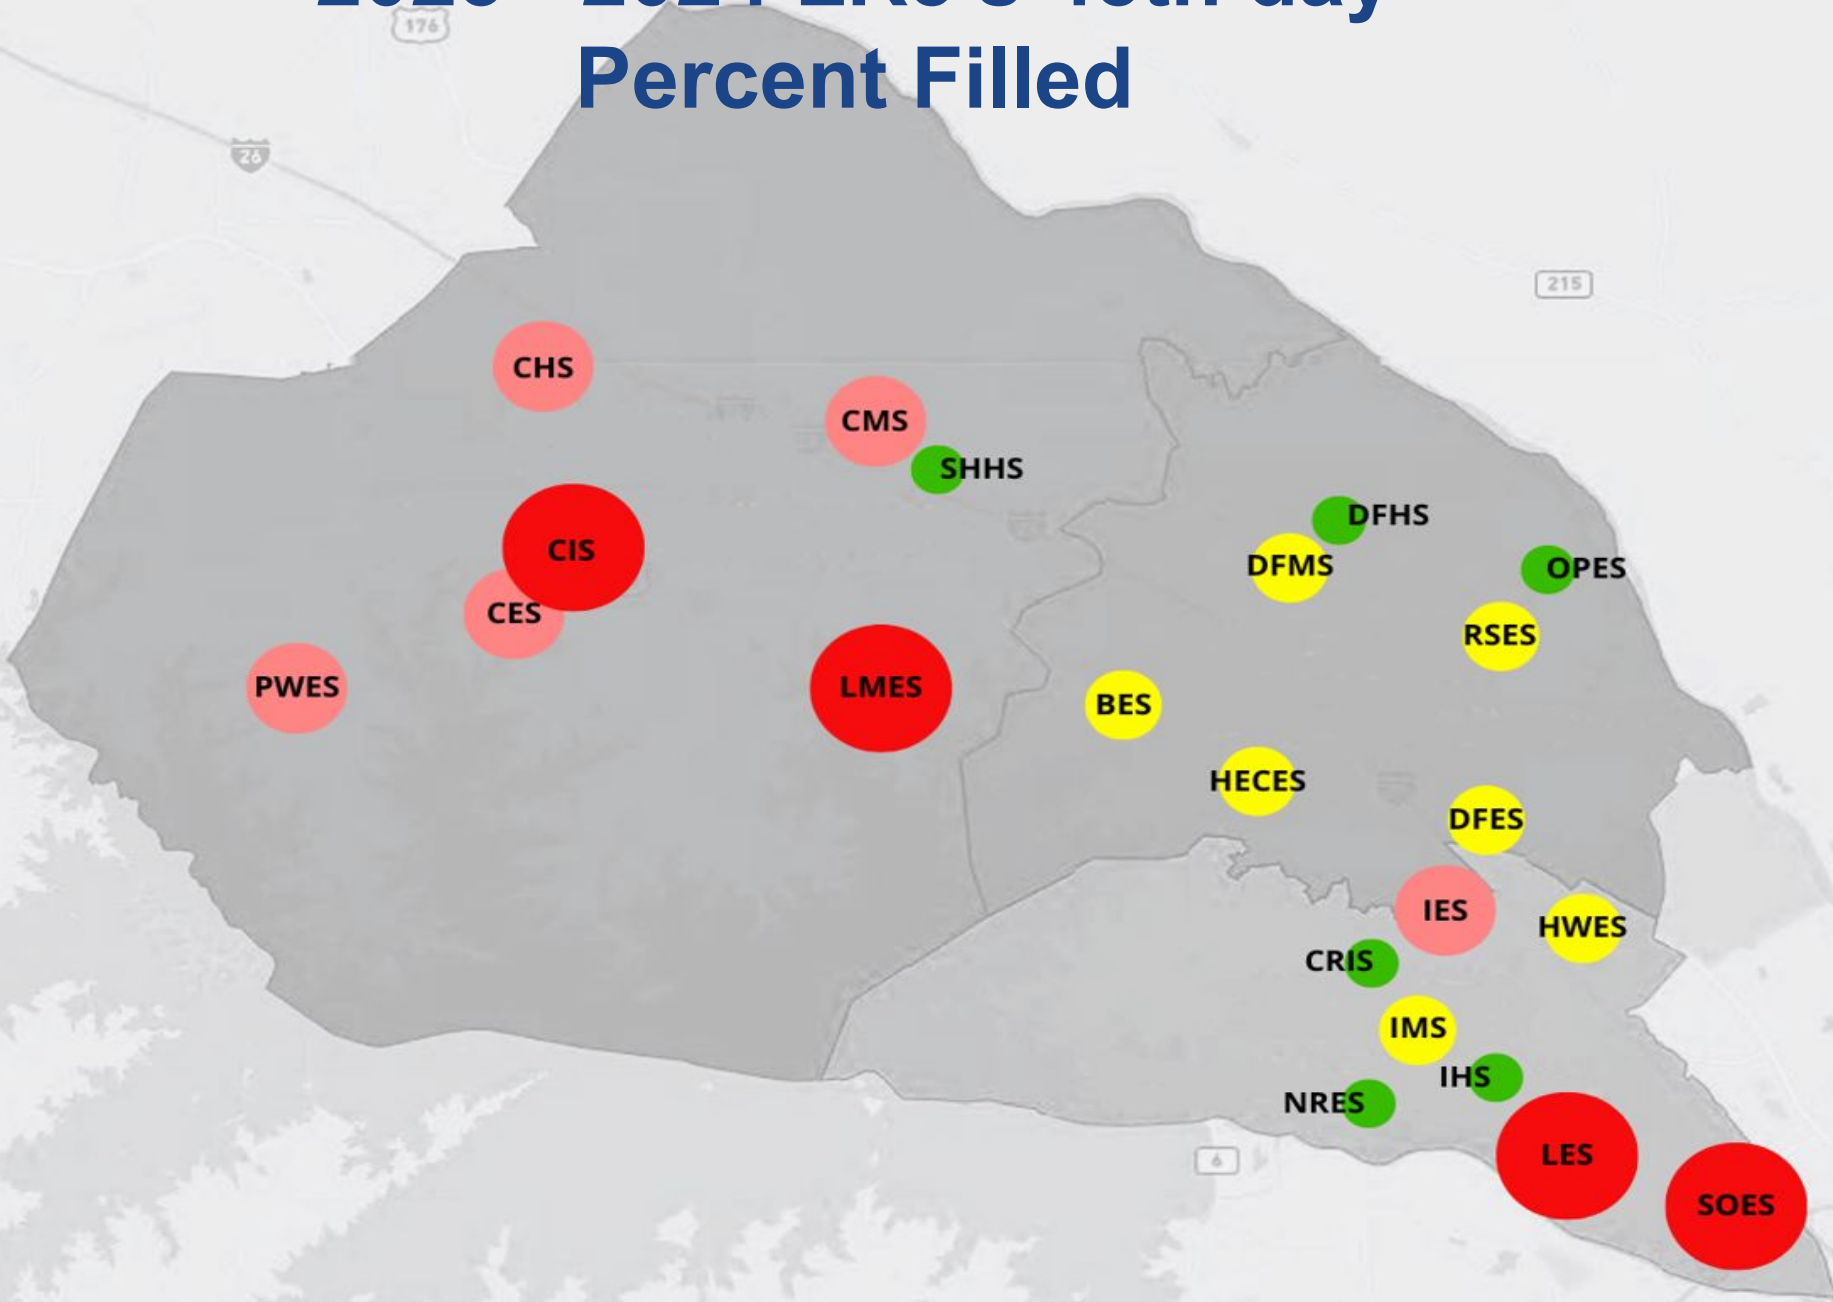 day
Percent Filled
176
26
215
CHS
CMS
SHHS
DFHS
CIS
DFMS
OPES
CES
RSES
PWES
LMES
BES
HECES
DFES
IES
HWES
CRIS
IMS
IHS
NRES
LES
6
SOES